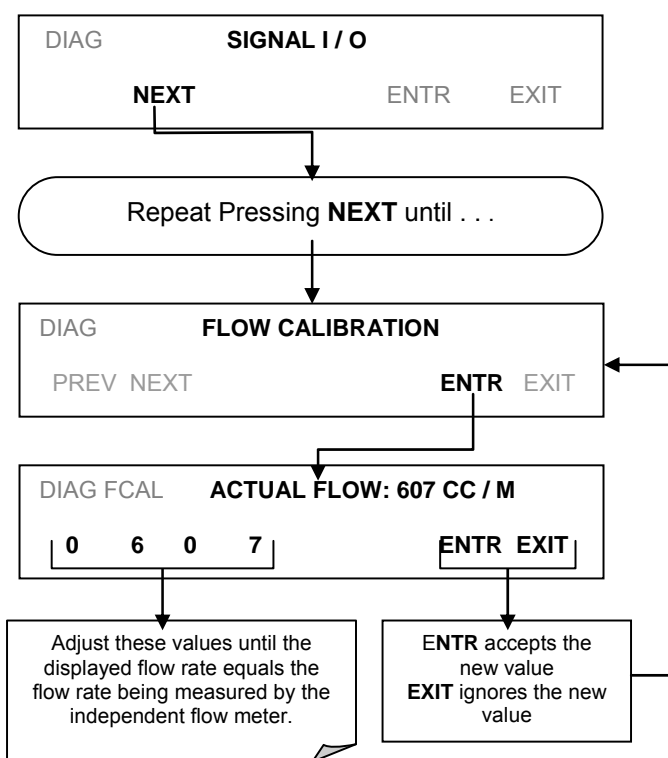 DIAG SIGNAL I / O
NEXT ENTR EXIT
Repeat Pressing NEXT until . . .
DIAG FLOW CALIBRATION
PREV NEXT ENTR EXIT
DIAG FCAL ACTUAL FLOW: 607 CC / M
0 6 0 7 ENTR EXIT
Adjust these values until the
displayed flow rate equals the
flow rate being measured by the
independent flow meter.
ENTR accepts the
new value
EXIT ignores the new
value